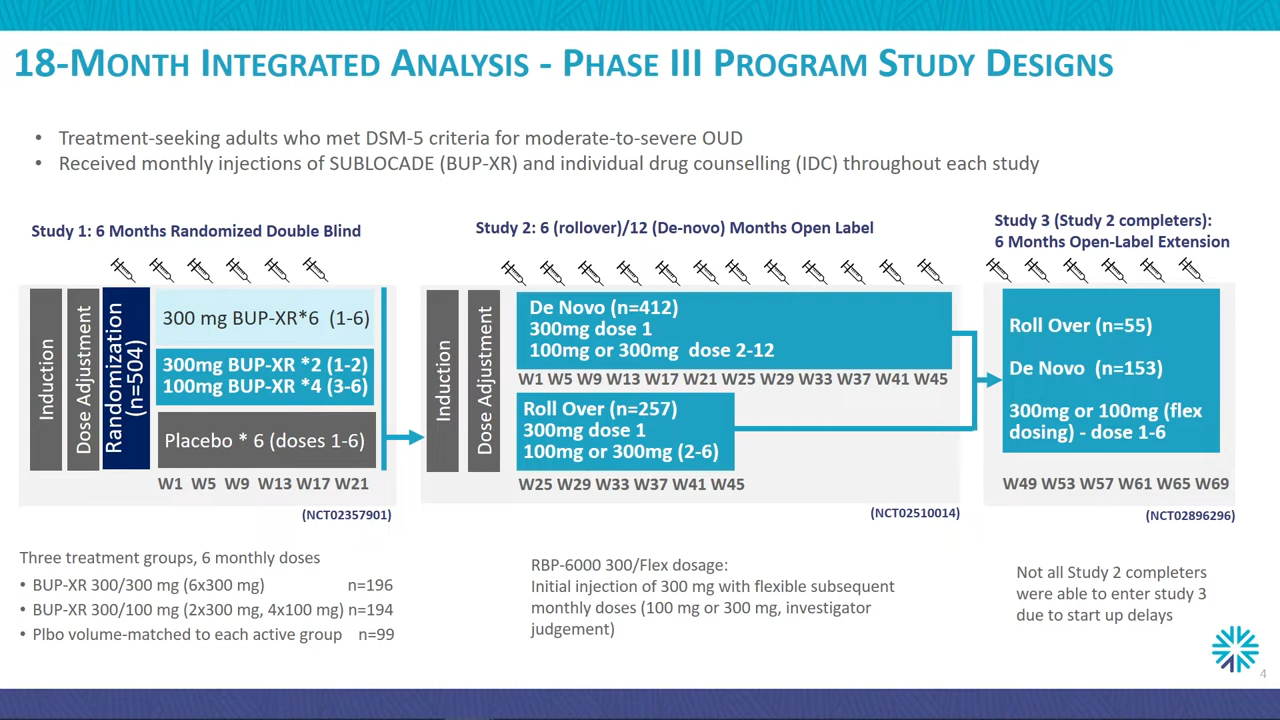 18-Month Integrated Analysis - Phase III Program Study Designs
• Treatment-seeking adults who met DSM-5 criteria for moderate-to-severe OUD
• Received monthly injections of SUBLOCADE (BUP-XR) and individual drug counselling (IDC) throughout each study
Study 1: 6 Months Randomized Double Blind
Induction
Dose Adjustment
Randomization
(n=504)
300 mg BUP-XR*6 (1-6)
300mg BUP-XR *2 (1-2)
100mg BUP-XR *4 (3-6)
Placebo * 6 (doses 1-6)
W1 W5 W9 W13 W17 W21
(NCT02357901)
Three treatment groups, 6 monthly doses
• BUP-XR 300/300 mg (6x300 mg) n=196
• BUP-XR 300/100 mg (2x300 mg, 4x100 mg) n=194
• Plbo volume-matched to each active group n=99
Study 2: 6 (rollover)/12 (De-novo) Months Open Label
Induction
Dose Adjustment
De Novo (n=412)
300mg dose 1
100mg or 300mg dose 2-12
W1 W5 W9 W13 W17 W21 W25 W29 W33 W37 W41 W45
Roll Over (n=257)
300mg dose 1
100mg or 300mg (2-6)
W25 W29 W33 W37 W41 W45
(NCT02510014)
RBP-6000 300/Flex dosage:
Initial injection of 300 mg with flexible subsequent
monthly doses (100 mg or 300 mg, investigator
judgement)
Study 3 (Study 2 completers):
6 Months Open-Label Extension
Roll Over (n=55)
De Novo (n=153)
300mg or 100mg (flex
dosing) - dose 1-6
W49 W53 W57 W61 W65 W69
(NCT02896296)
Not all Study 2 completers
were able to enter study 3
due to start up delays
4